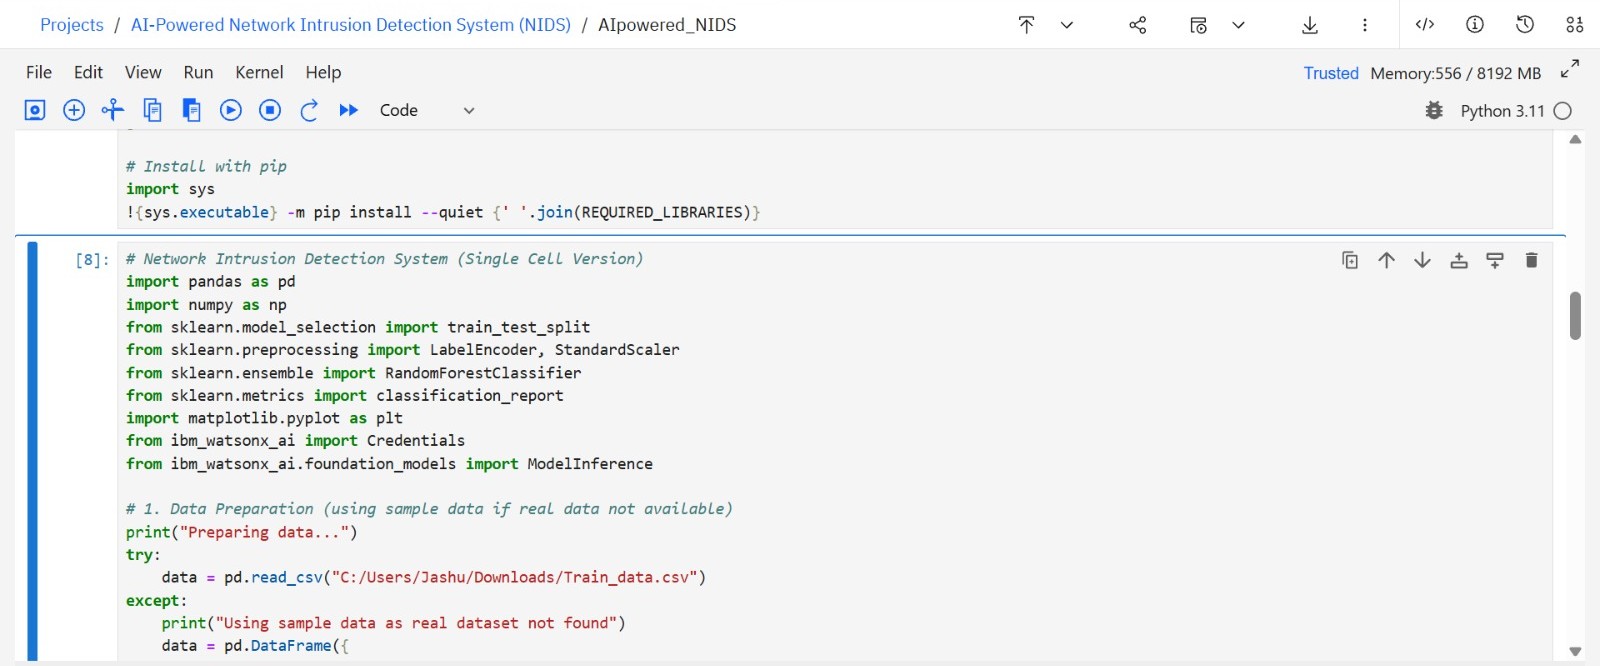 Projects / AI-Powered Network Intrusion Detection System (NIDS) / AIpowered_NIDS
File Edit View Run Kernel Help
Trusted Memory:556 / 8192 MB
Code
Python 3.11
# Install with pip
import sys
!{sys.executable} -m pip install --quiet {' '.join(REQUIRED_LIBRARIES)}
[8]:
# Network Intrusion Detection System (Single Cell Version)
import pandas as pd
import numpy as np
from sklearn.model_selection import train_test_split
from sklearn.preprocessing import LabelEncoder, StandardScaler
from sklearn.ensemble import RandomForestClassifier
from sklearn.metrics import classification_report
import matplotlib.pyplot as plt
from ibm_watsonx_ai import Credentials
from ibm_watsonx_ai.foundation_models import ModelInference
# 1. Data Preparation (using sample data if real data not available)
print("Preparing data...")
try:
    data = pd.read_csv("C:/Users/Jashu/Downloads/Train_data.csv")
except:
    print("Using sample data as real dataset not found")
    data = pd.DataFrame({